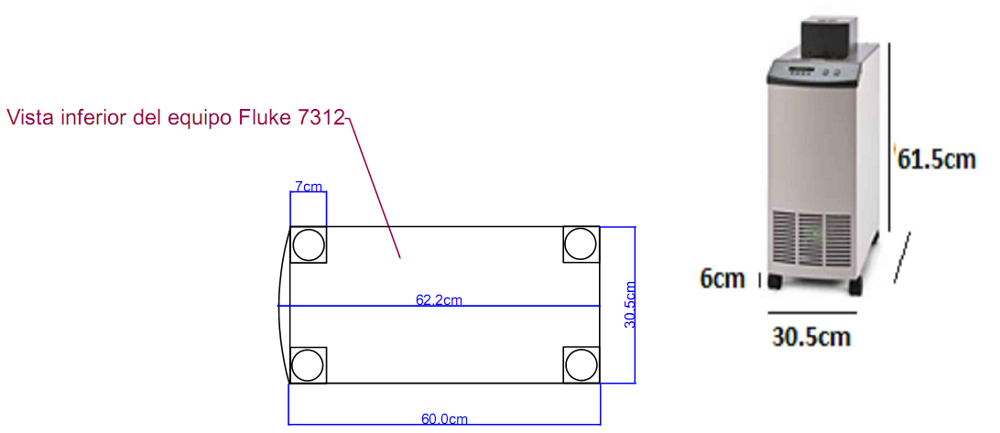 Vista inferior del equipo Fluke 7312
7cm
62.2cm
30.5cm
60.0cm
61.5cm
6cm
30.5cm